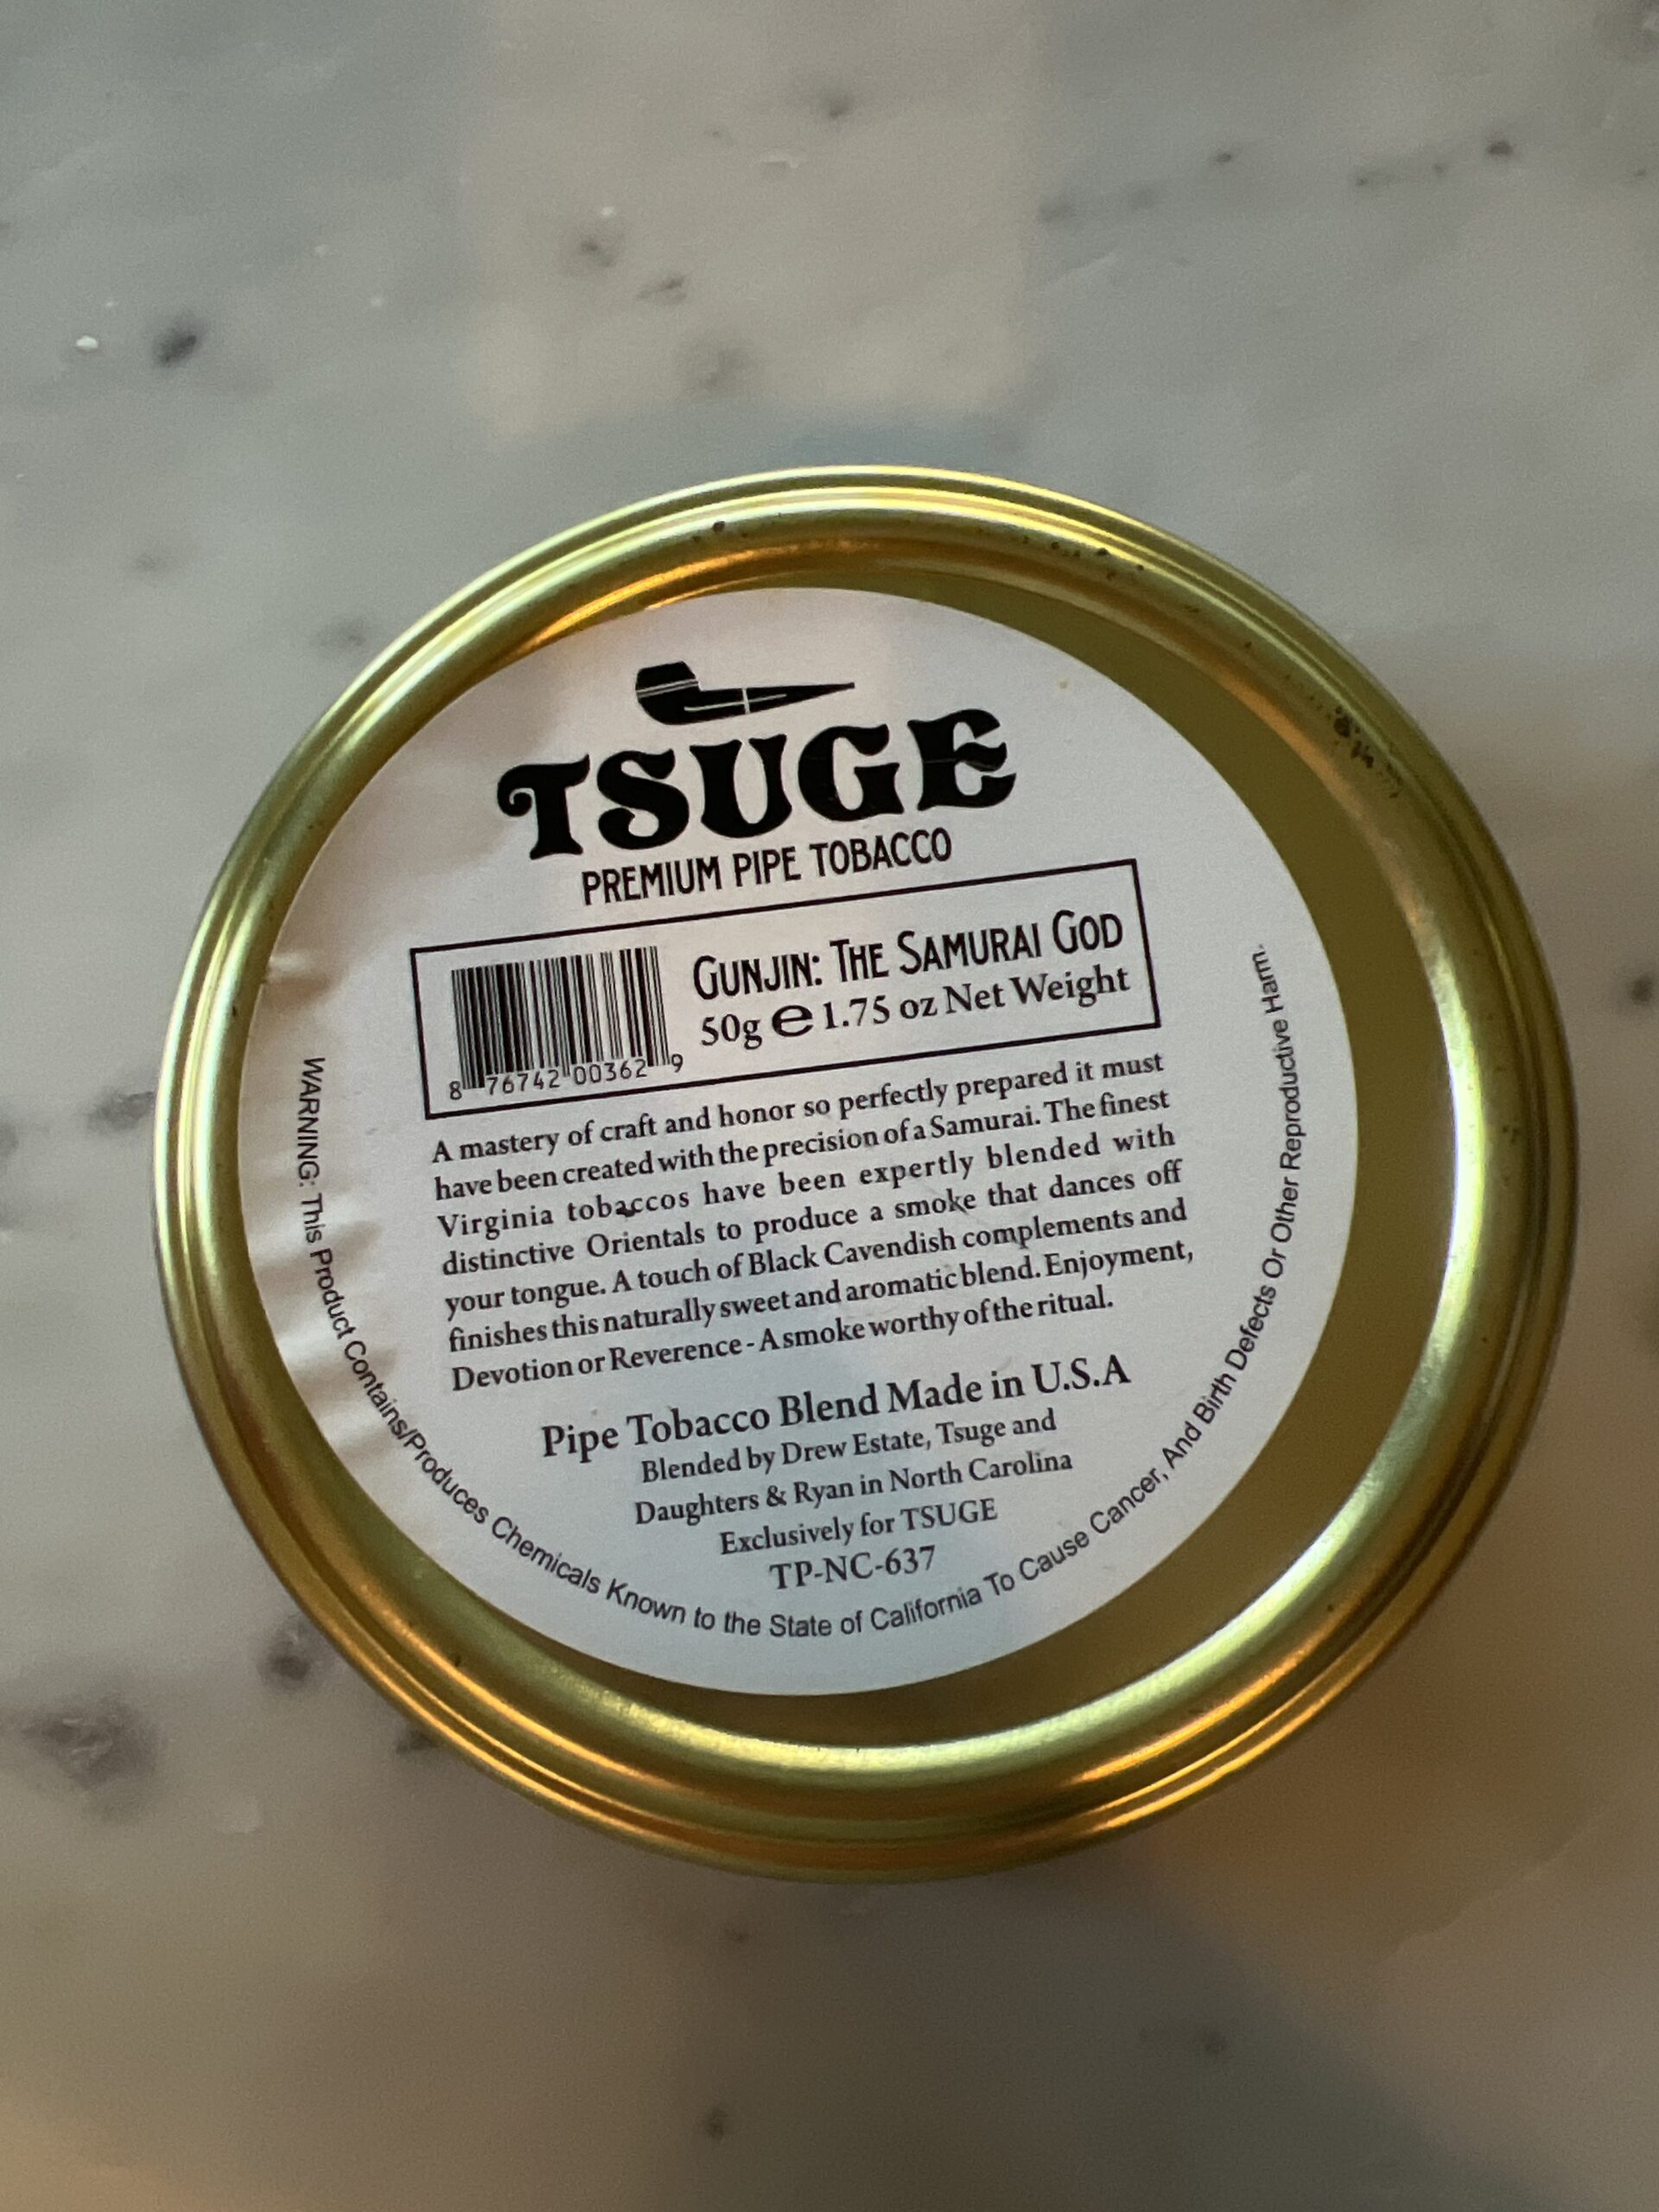 TSUGE
PREMIUM PIPE TOBACCO
GUNJIN: THE SAMURAI GOD
50g ℮ 1.75 oz Net Weight
8 76742 00362 9
A mastery of craft and honor so perfectly prepared it must
have been created with the precision of a Samurai. The finest
Virginia tobaccos have been expertly blended with
distinctive Orientals to produce a smoke that dances off
your tongue. A touch of Black Cavendish complements and
finishes this naturally sweet and aromatic blend. Enjoyment,
Devotion or Reverence - A smoke worthy of the ritual.
Pipe Tobacco Blend Made in U.S.A
Blended by Drew Estate, Tsuge and
Daughters & Ryan in North Carolina
Exclusively for TSUGE
TP-NC-637
WARNING: This Product Contains/Produces Chemicals Known to the State of California To Cause Cancer, And Birth Defects Or Other Reproductive Harm.